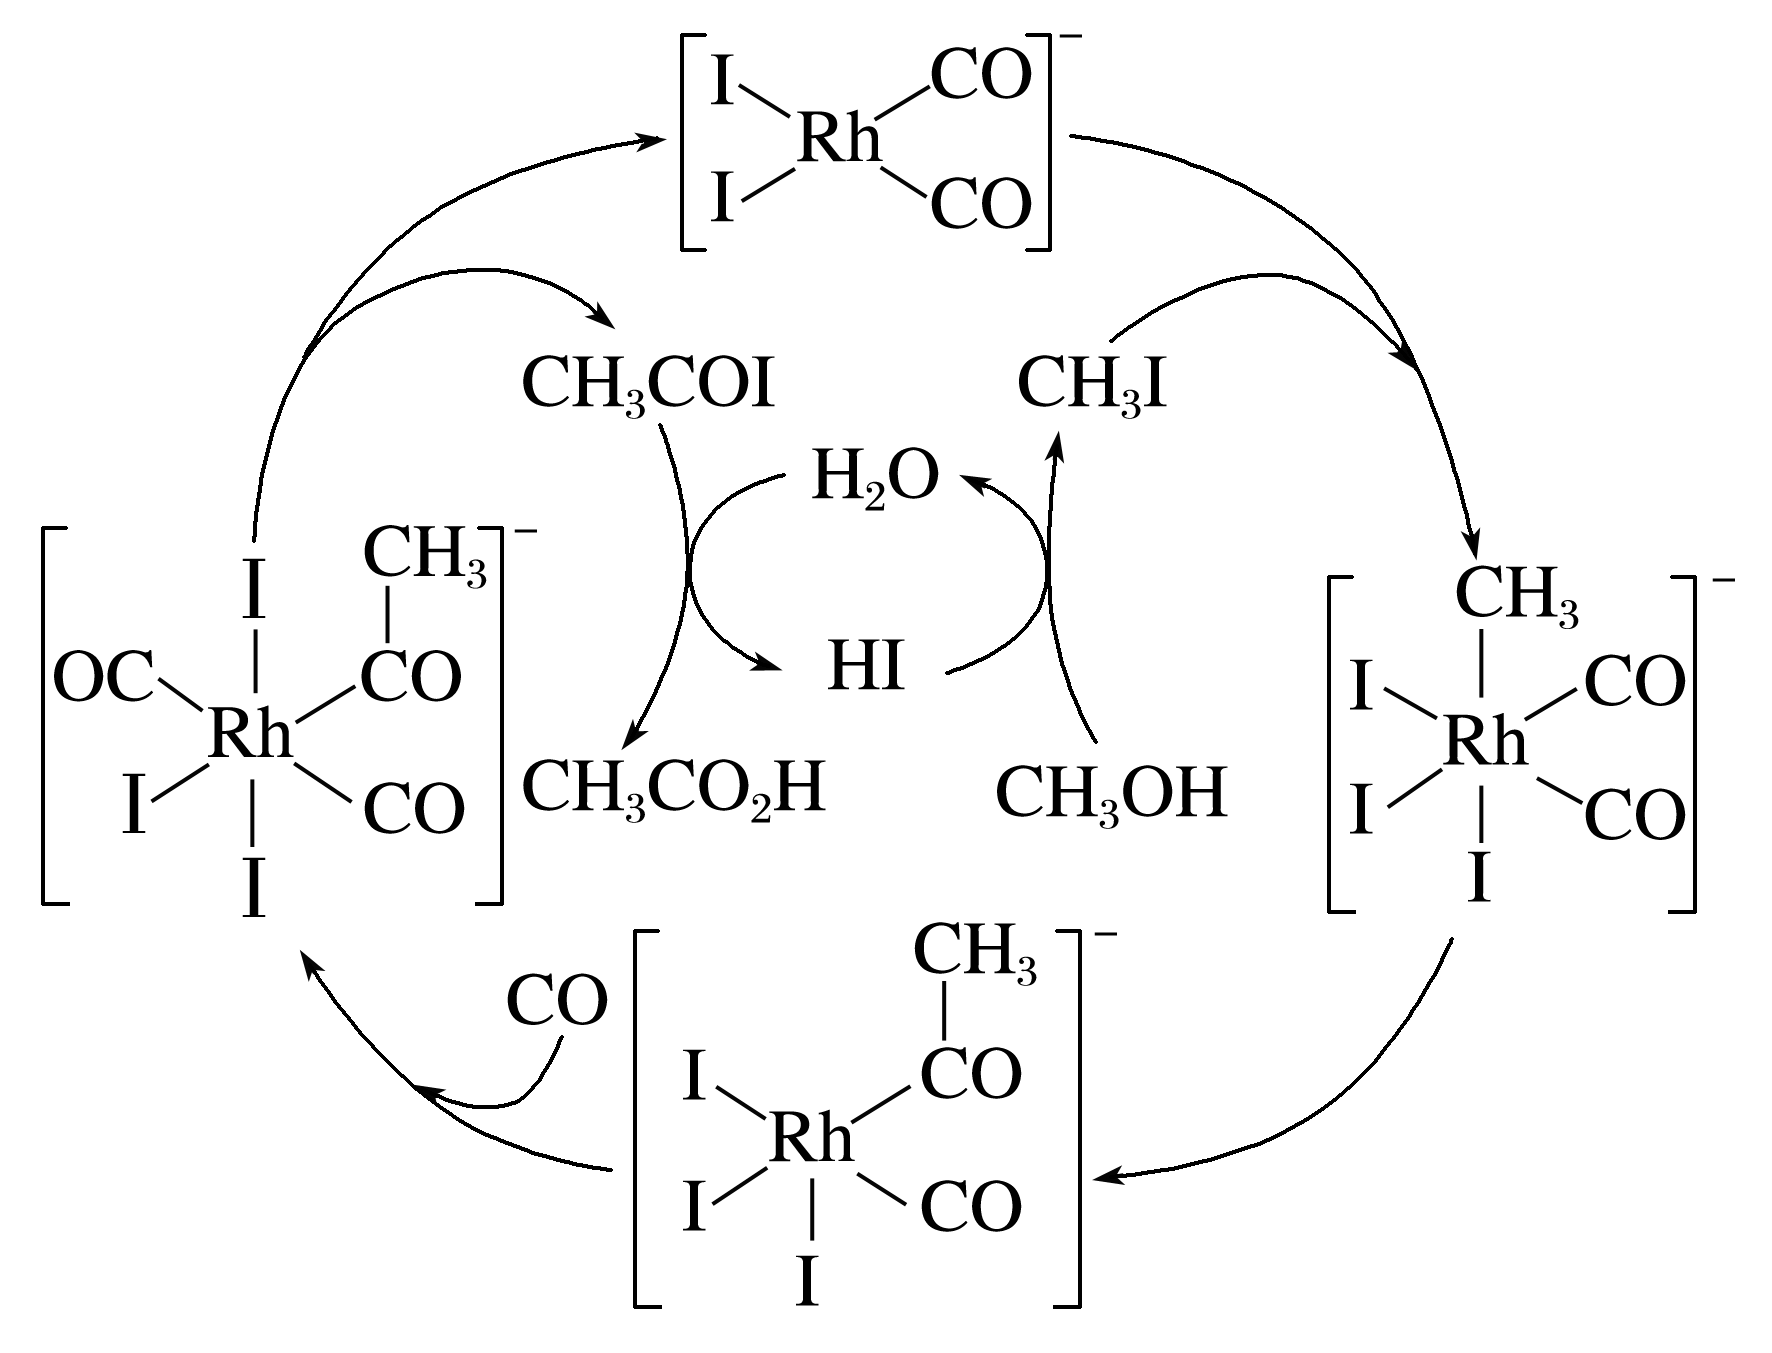 [I I Rh CO CO]⁻
CH₃COI
CH₃I
H₂O
HI
CH₃CO₂H
CH₃OH
[CH₃ I I Rh CO CO I]⁻
[I CH₃ OC CO Rh I CO I]⁻
CO
[CH₃ I CO Rh I CO I]⁻